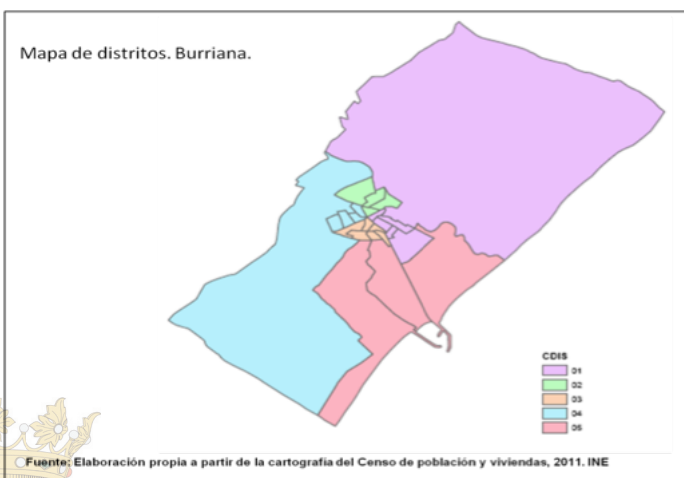 Mapa de distritos. Burriana.
CDIS
01
02
03
04
05
Fuente: Elaboración propia a partir de la cartografía del Censo de población y viviendas, 2011. INE